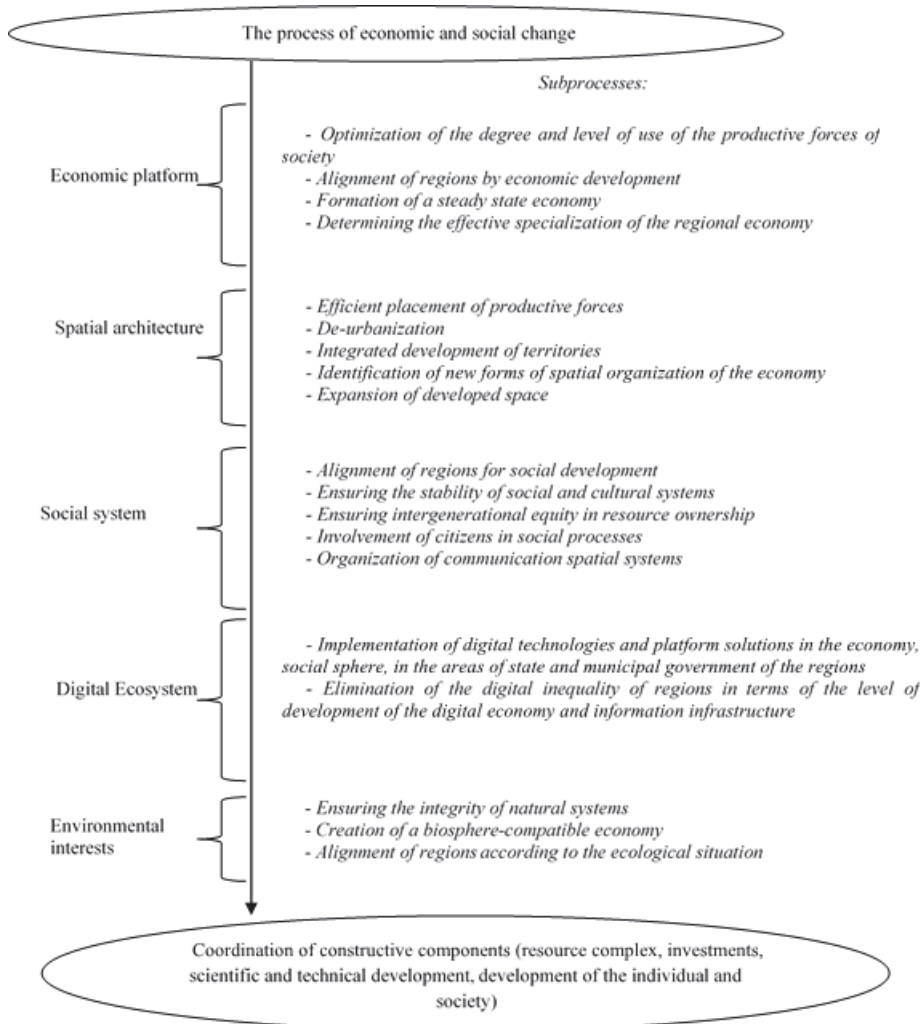 The process of economic and social change
Subprocesses:
Economic platform
- Optimization of the degree and level of use of the productive forces of
society
- Alignment of regions by economic development
- Formation of a steady state economy
- Determining the effective specialization of the regional economy
Spatial architecture
- Efficient placement of productive forces
- De-urbanization
- Integrated development of territories
- Identification of new forms of spatial organization of the economy
- Expansion of developed space
Social system
- Alignment of regions for social development
- Ensuring the stability of social and cultural systems
- Ensuring intergenerational equity in resource ownership
- Involvement of citizens in social processes
- Organization of communication spatial systems
Digital Ecosystem
- Implementation of digital technologies and platform solutions in the economy,
social sphere, in the areas of state and municipal government of the regions
- Elimination of the digital inequality of regions in terms of the level of
development of the digital economy and information infrastructure
Environmental
interests
- Ensuring the integrity of natural systems
- Creation of a biosphere-compatible economy
- Alignment of regions according to the ecological situation
Coordination of constructive components (resource complex, investments,
scientific and technical development, development of the individual and
society)